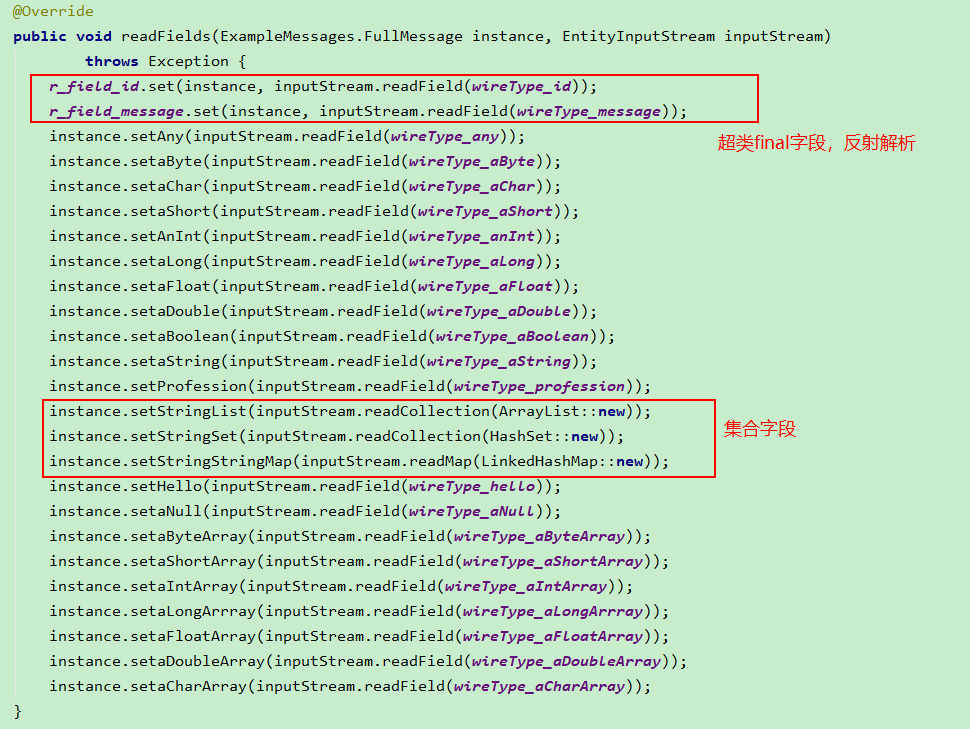 @Override
public void readFields(ExampleMessages.FullMessage instance, EntityInputStream inputStream)
        throws Exception {
    r_field_id.set(instance, inputStream.readField(wireType_id));
    r_field_message.set(instance, inputStream.readField(wireType_message));
    instance.setAny(inputStream.readField(wireType_any));
超类final字段，反射解析
    instance.setaByte(inputStream.readField(wireType_aByte));
    instance.setaChar(inputStream.readField(wireType_aChar));
    instance.setaShort(inputStream.readField(wireType_aShort));
    instance.setAnInt(inputStream.readField(wireType_anInt));
    instance.setaLong(inputStream.readField(wireType_aLong));
    instance.setaFloat(inputStream.readField(wireType_aFloat));
    instance.setaDouble(inputStream.readField(wireType_aDouble));
    instance.setaBoolean(inputStream.readField(wireType_aBoolean));
    instance.setaString(inputStream.readField(wireType_aString));
    instance.setProfession(inputStream.readField(wireType_profession));
    instance.setStringList(inputStream.readCollection(ArrayList::new));
    instance.setStringSet(inputStream.readCollection(HashSet::new));
    instance.setStringStringMap(inputStream.readMap(LinkedHashMap::new));
集合字段
    instance.setHello(inputStream.readField(wireType_hello));
    instance.setaNull(inputStream.readField(wireType_aNull));
    instance.setaByteArray(inputStream.readField(wireType_aByteArray));
    instance.setaShortArray(inputStream.readField(wireType_aShortArray));
    instance.setaIntArray(inputStream.readField(wireType_aIntArray));
    instance.setaLongArrray(inputStream.readField(wireType_aLongArrray));
    instance.setaFloatArray(inputStream.readField(wireType_aFloatArray));
    instance.setaDoubleArray(inputStream.readField(wireType_aDoubleArray));
    instance.setaCharArray(inputStream.readField(wireType_aCharArray));
}